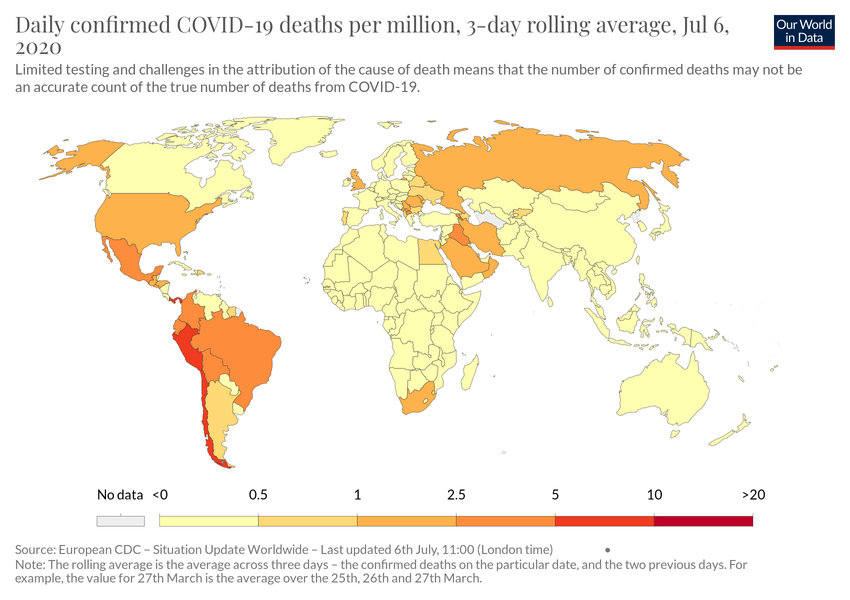 Daily confirmed COVID-19 deaths per million, 3-day rolling average, Jul 6,
2020
Our World
in Data
Limited testing and challenges in the attribution of the cause of death means that the number of confirmed deaths may not be
an accurate count of the true number of deaths from COVID-19.
No data <0 0.5 1 2.5 5 10 >20
Source: European CDC – Situation Update Worldwide – Last updated 6th July, 11:00 (London time) •
Note: The rolling average is the average across three days – the confirmed deaths on the particular date, and the two previous days. For
example, the value for 27th March is the average over the 25th, 26th and 27th March.